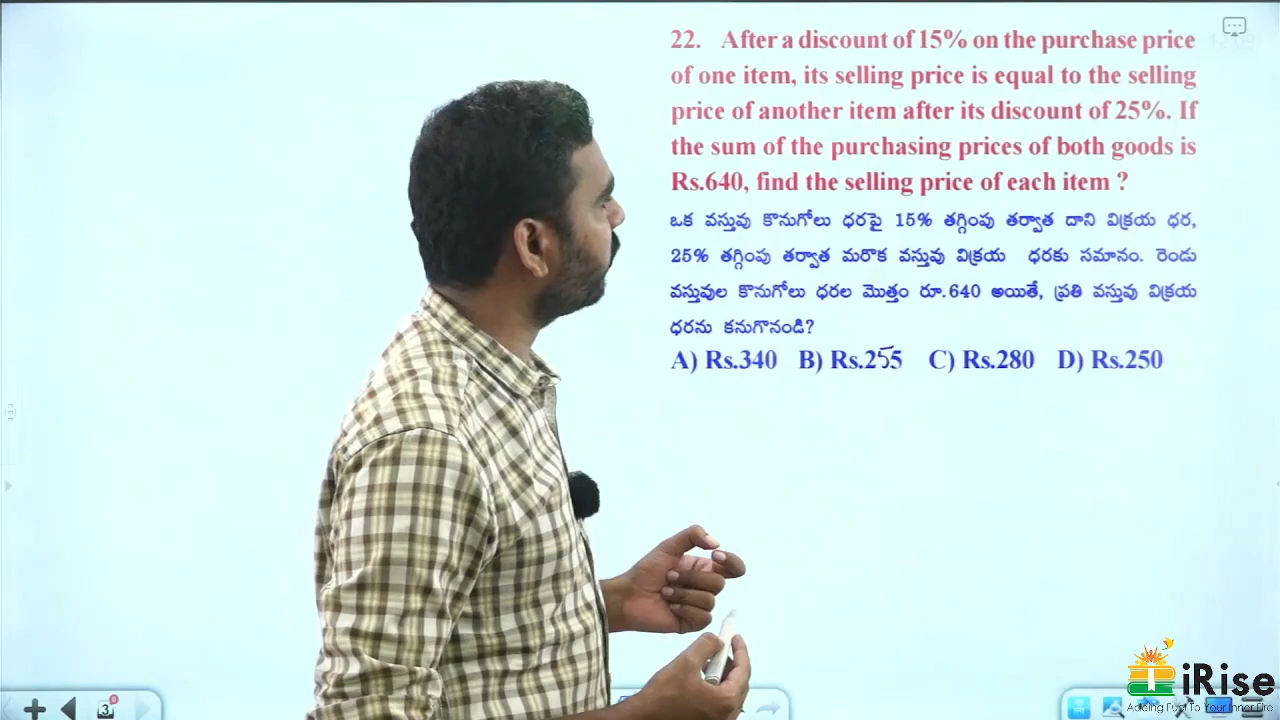 22. After a discount of 15% on the purchase price
of one item, its selling price is equal to the selling
price of another item after its discount of 25%. If
the sum of the purchasing prices of both goods is
Rs.640, find the selling price of each item ?
ఒక వస్తువు కొనుగోలు ధరపై 15% తగ్గింపు తర్వాత దాని విక్రయ ధర,
25% తగ్గింపు తర్వాత మరొక వస్తువు విక్రయ ధరకు సమానం. రెండు
వస్తువుల కొనుగోలు ధరల మొత్తం రూ.640 అయితే, ప్రతి వస్తువు విక్రయ
ధరను కనుగొనండి?
A) Rs.340 B) Rs.255 C) Rs.280 D) Rs.250
3
8
iRise
Adding Fuel To Your Inner Fire